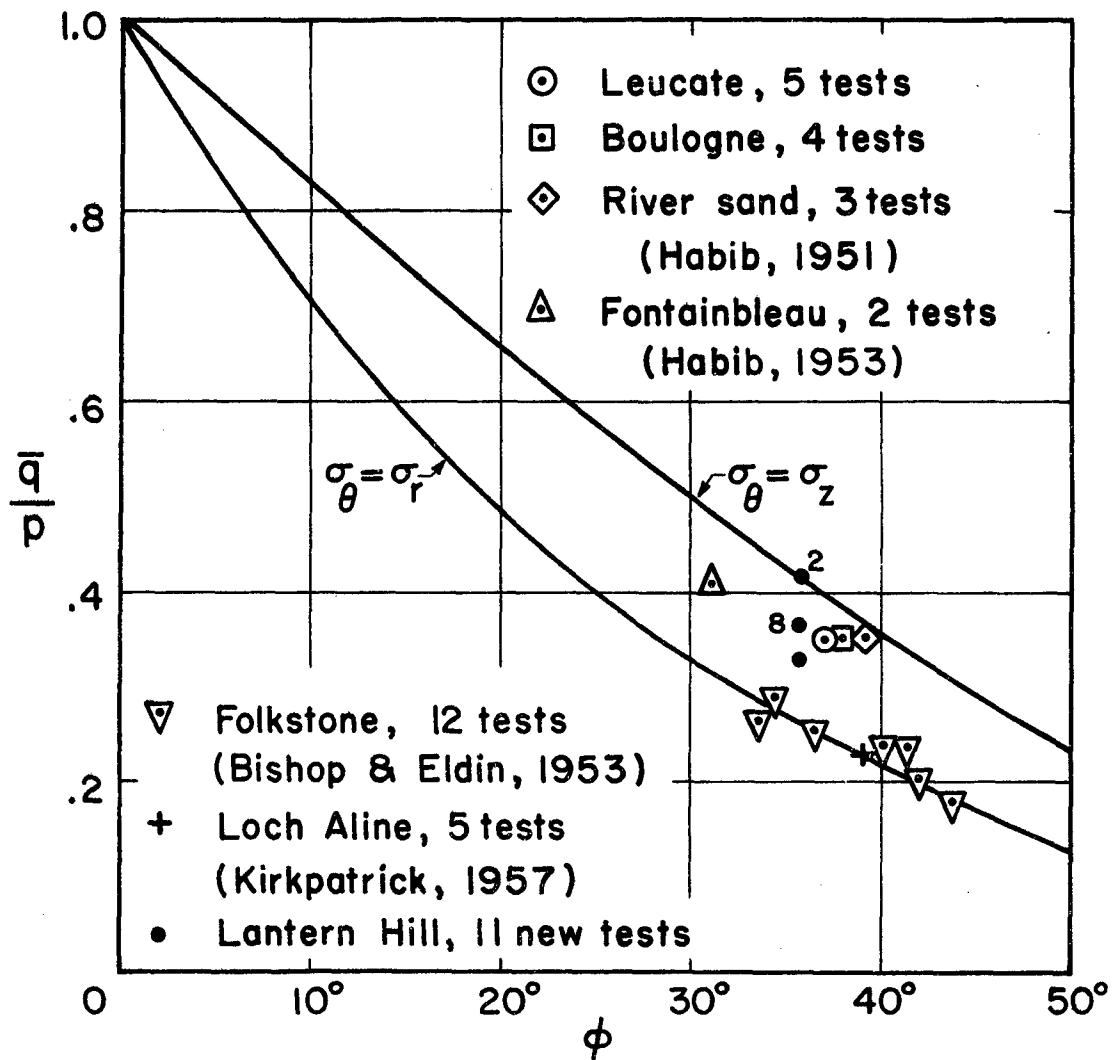 1.0
.8
.6
.4
.2
0
10°
20°
30°
40°
50°
q̄
p
ϕ
Leucate, 5 tests
Boulogne, 4 tests
River sand, 3 tests
(Habib, 1951)
Fontainbleau, 2 tests
(Habib, 1953)
σθ=σr
σθ=σz
2
8
Folkstone, 12 tests
(Bishop & Eldin, 1953)
Loch Aline, 5 tests
(Kirkpatrick, 1957)
Lantern Hill, 11 new tests